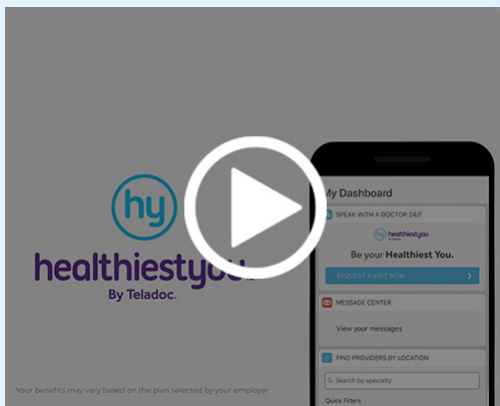 hy
healthiestyou.
By Teladoc.
Your benefits may vary based on the plan selected by your employer
My Dashboard
SPEAK WITH A DOCTOR 24/7
hy healthiestyou.
Be your Healthiest You.
REQUEST A VISIT NOW
MESSAGE CENTER
View your messages
FIND PROVIDERS BY LOCATION
Search by specialty
Quick Filters